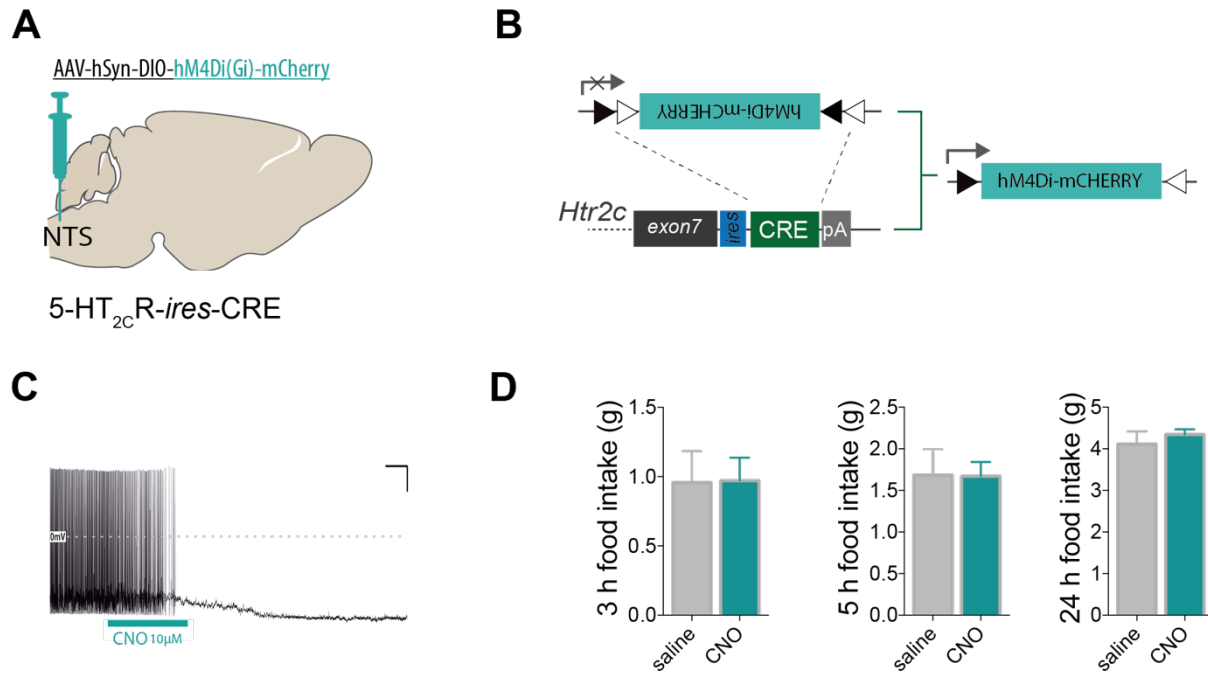 A
AAV-hSyn-DIO-hM4Di(Gi)-mCherry
NTS
5-HT2CR-ires-CRE
B
hM4Di-mCHERRY
hM4Di-mCHERRY
Htr2c
exon7
ires
CRE
pA
C
0mV
CNO 10µM
D
3 h food intake (g)
1.5
1.0
0.5
0.0
saline
CNO
5 h food intake (g)
2.5
2.0
1.5
1.0
0.5
0.0
saline
CNO
24 h food intake (g)
5
4
3
2
1
0
saline
CNO